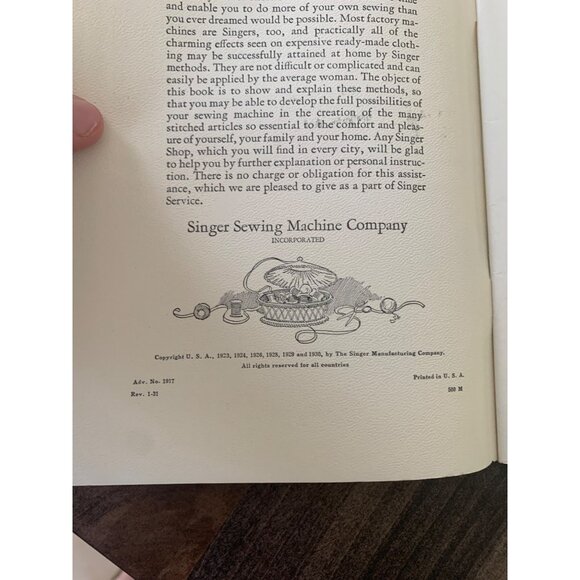 and enable you to do more of your own sewing than
you ever dreamed would be possible. Most factory ma-
chines are Singers, too, and practically all of the
charming effects seen on expensive ready-made cloth-
ing may be successfully attained at home by Singer
methods. They are not difficult or complicated and can
easily be applied by the average woman. The object of
this book is to show and explain these methods, so
that you may be able to develop the full possibilities of
your sewing machine in the creation of the many
stitched articles so essential to the comfort and pleas-
ure of yourself, your family and your home. Any Singer
Shop, which you will find in every city, will be glad
to help you by further explanation or personal instruc-
tion. There is no charge or obligation for this assist-
ance, which we are pleased to give as a part of Singer
Service.
Singer Sewing Machine Company
INCORPORATED
Copyright U. S. A., 1923, 1924, 1926, 1928, 1929 and 1930, by The Singer Manufacturing Company.
All rights reserved for all countries
Adv. No. 1917
Printed in U. S. A.
Rev. 1-31
500 M